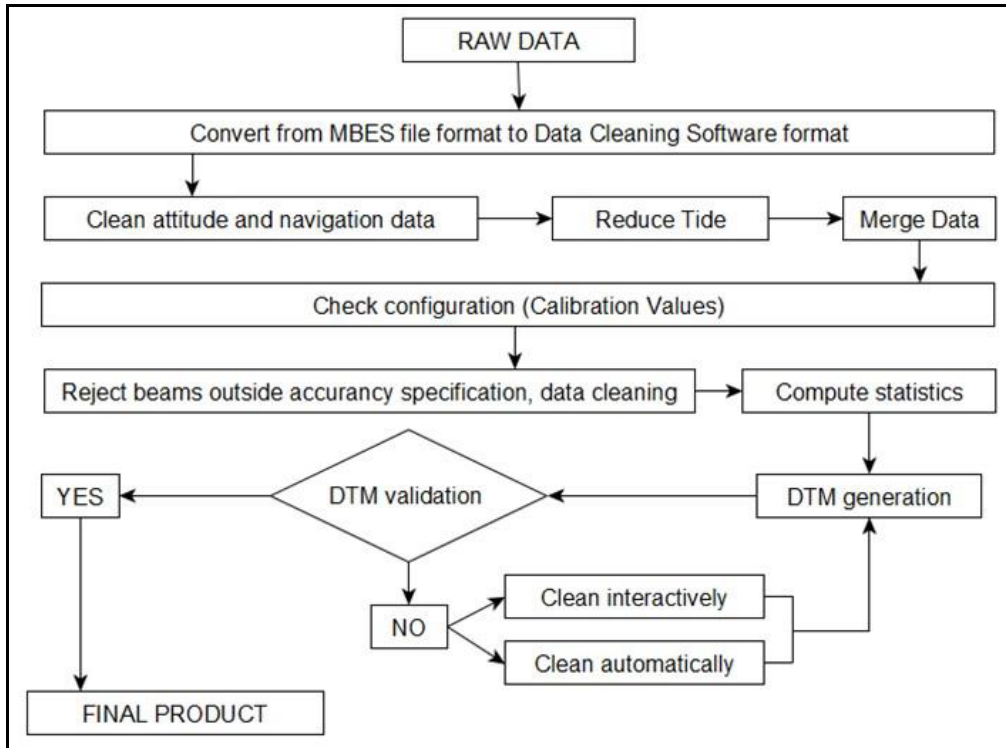 RAW DATA
Convert from MBES file format to Data Cleaning Software format
Clean attitude and navigation data
Reduce Tide
Merge Data
Check configuration (Calibration Values)
Reject beams outside accurancy specification, data cleaning
Compute statistics
YES
DTM validation
DTM generation
NO
Clean interactively
Clean automatically
FINAL PRODUCT